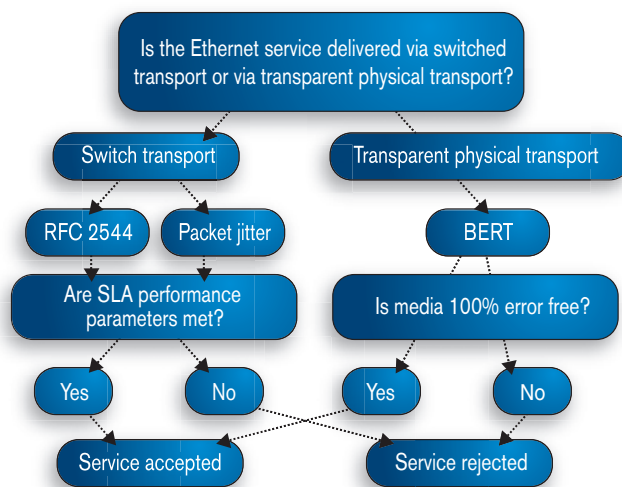 Is the Ethernet service delivered via switched
transport or via transparent physical transport?
Switch transport
Transparent physical transport
RFC 2544
Packet jitter
BERT
Are SLA performance
parameters met?
Is media 100% error free?
Yes
No
Yes
No
Service accepted
Service rejected